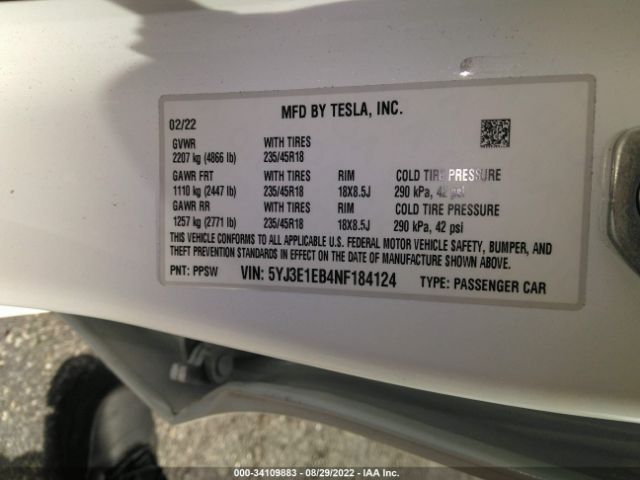 MFD BY TESLA, INC.
02/22
GVWR WITH TIRES
2207 kg (4866 lb) 235/45R18
GAWR FRT WITH TIRES RIM COLD TIRE PRESSURE
1110 kg (2447 lb) 235/45R18 18X8.5J 290 kPa, 42 psi
GAWR RR WITH TIRES RIM COLD TIRE PRESSURE
1257 kg (2771 lb) 235/45R18 18X8.5J 290 kPa, 42 psi
THIS VEHICLE CONFORMS TO ALL APPLICABLE U.S. FEDERAL MOTOR VEHICLE SAFETY, BUMPER, AND
THEFT PREVENTION STANDARDS IN EFFECT ON THE DATE OF MANUFACTURE SHOWN ABOVE.
PNT: PPSW VIN: 5YJ3E1EB4NF184124 TYPE: PASSENGER CAR
000-34109883 - 08/29/2022 - IAA Inc.